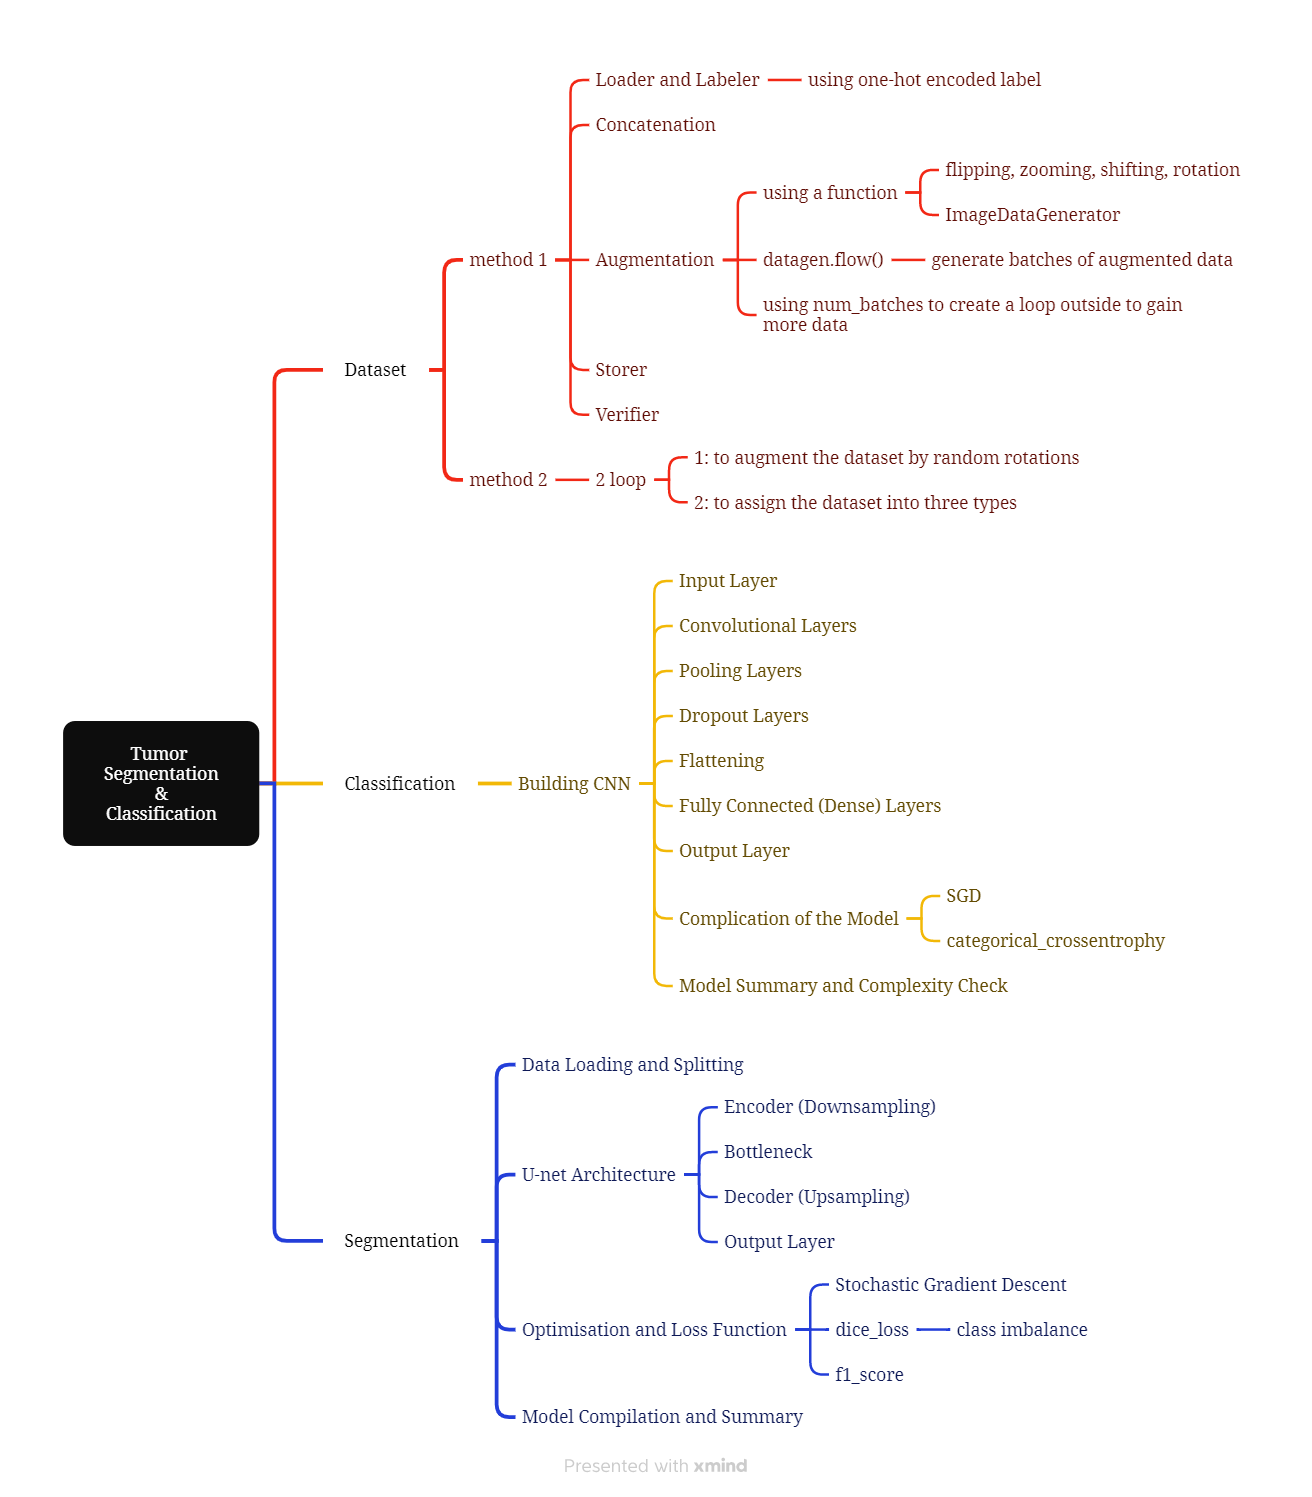 Tumor
Segmentation
&
Classification
Dataset
method 1
Loader and Labeler
using one-hot encoded label
Concatenation
Augmentation
using a function
flipping, zooming, shifting, rotation
ImageDataGenerator
datagen.flow()
generate batches of augmented data
using num_batches to create a loop outside to gain
more data
Storer
Verifier
method 2
2 loop
1: to augment the dataset by random rotations
2: to assign the dataset into three types
Classification
Building CNN
Input Layer
Convolutional Layers
Pooling Layers
Dropout Layers
Flattening
Fully Connected (Dense) Layers
Output Layer
Complication of the Model
SGD
categorical_crossentrophy
Model Summary and Complexity Check
Segmentation
Data Loading and Splitting
U-net Architecture
Encoder (Downsampling)
Bottleneck
Decoder (Upsampling)
Output Layer
Optimisation and Loss Function
Stochastic Gradient Descent
dice_loss
class imbalance
f1_score
Model Compilation and Summary
Presented with xmind